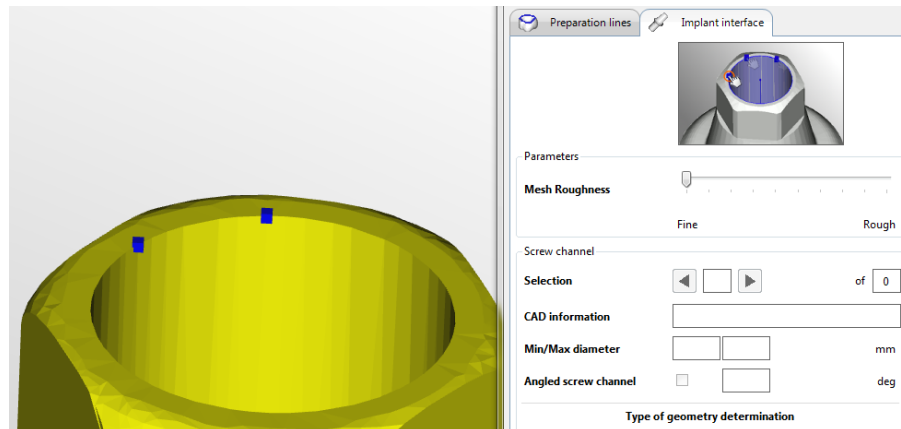 Preparation lines Implant interface
Parameters
Mesh Roughness
Fine Rough
Screw channel
Selection of 0
CAD information
Min/Max diameter mm
Angled screw channel deg
Type of geometry determination